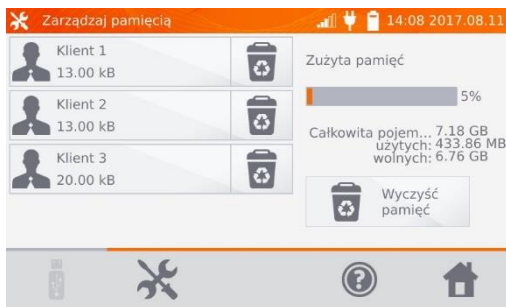 Zarządzaj pamięcią
14:08 2017.08.11
Klient 1
13.00 kB
Klient 2
13.00 kB
Klient 3
20.00 kB
Zużyta pamięć
5%
Całkowita pojem... 7.18 GB
użytych: 433.86 MB
wolnych: 6.76 GB
Wyczyść
pamięć
?